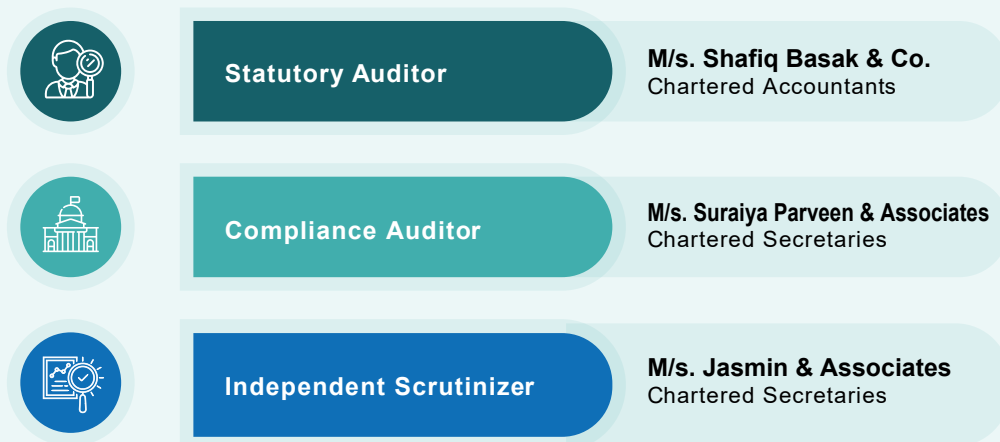 Statutory Auditor
M/s. Shafiq Basak & Co.
Chartered Accountants
Compliance Auditor
M/s. Suraiya Parveen & Associates
Chartered Secretaries
Independent Scrutinizer
M/s. Jasmin & Associates
Chartered Secretaries